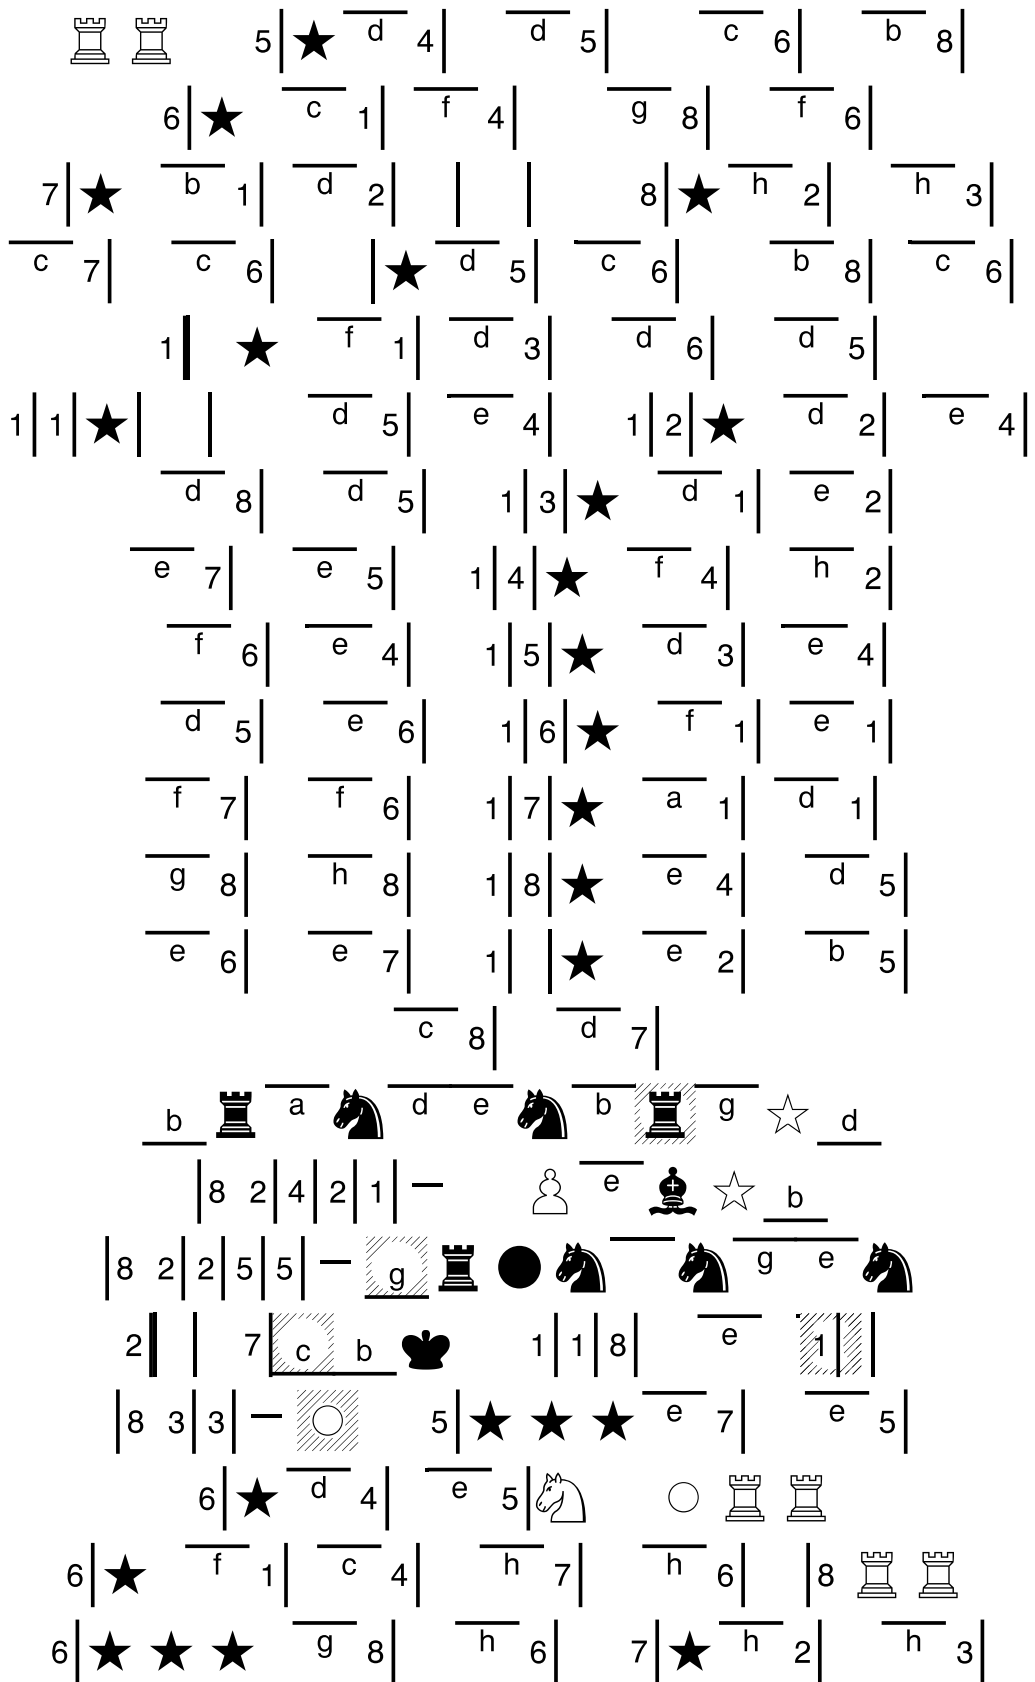 ♖♖ 5 ★ d4 d5 c6 b8
6 ★ c1 f4 g8 f6
7 ★ b1 d2 8 ★ h2 h3
c7 c6 ★ d5 c6 b8 c6
1 ★ f1 d3 d6 d5
1 1 ★ d5 e4 1 2 ★ d2 e4
d8 d5 1 3 ★ d1 e2
e7 e5 1 4 ★ f4 h2
f6 e4 1 5 ★ d3 e4
d5 e6 1 6 ★ f1 e1
f7 f6 1 7 ★ a1 d1
g8 h8 1 8 ★ e4 d5
e6 e7 1 ★ e2 b5
c8 d7
b♜a♞de♞b♜g☆d
8 2 4 2 1 – ♙e♝☆b
8 2 2 5 5 – g♜●♞ ♞ge♞
2 7 cb♚ 1 1 8 e 1
8 3 3 – ○ 5 ★★★ e7 e5
6 ★ d4 e5 ♘ ○♖♖
6 ★ f1 c4 h7 h6 8 ♖♖
6 ★★★ g8 h6 7 ★ h2 h3